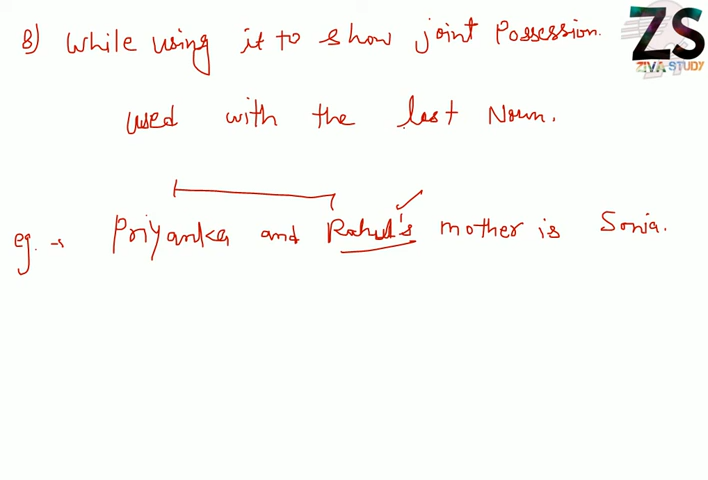 8) While using it to show joint Possession.
used with the last Noun.
eg. → Priyanka and Rahul's mother is Sonia.
ZS
ZIVA STUDY